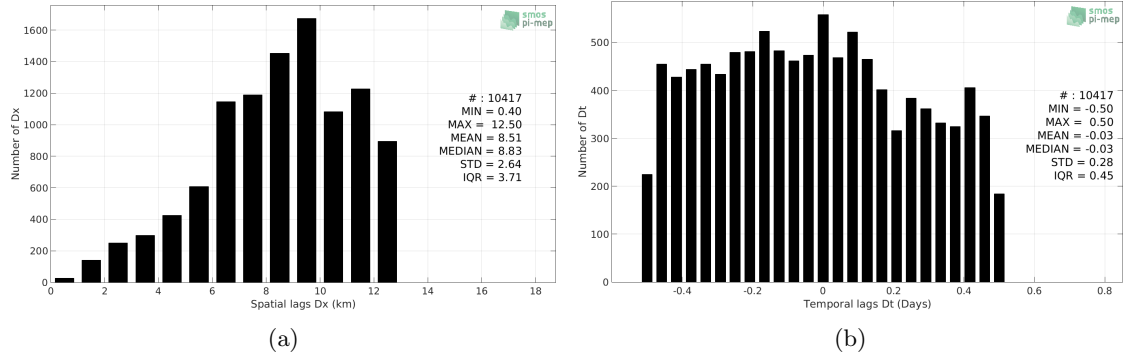 smos
pi-mep
1600
1400
1200
1000
800
600
400
200
0
Number of Dx
# : 10417
MIN = 0.40
MAX = 12.50
MEAN = 8.51
MEDIAN = 8.83
STD = 2.64
IQR = 3.71
0 2 4 6 8 10 12 14 16 18
Spatial lags Dx (km)
(a)
smos
pi-mep
500
400
300
200
100
0
Number of Dt
# : 10417
MIN = -0.50
MAX = 0.50
MEAN = -0.03
MEDIAN = -0.03
STD = 0.28
IQR = 0.45
-0.4 -0.2 0 0.2 0.4 0.6 0.8
Temporal lags Dt (Days)
(b)